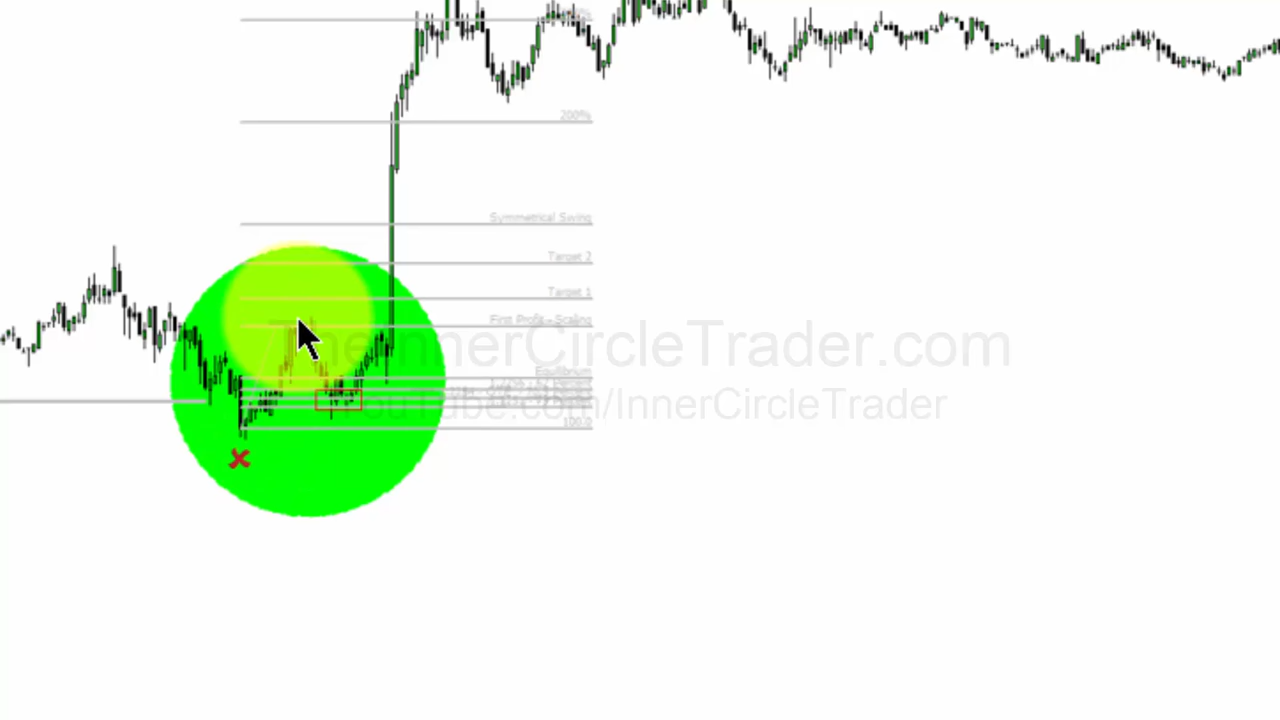 200%
Symmetrical Swing
Target 2
Target 1
First Profit - Scaling
TheInnerCircleTrader.com
Equilibrium
YouTube.com/InnerCircleTrader
100.0